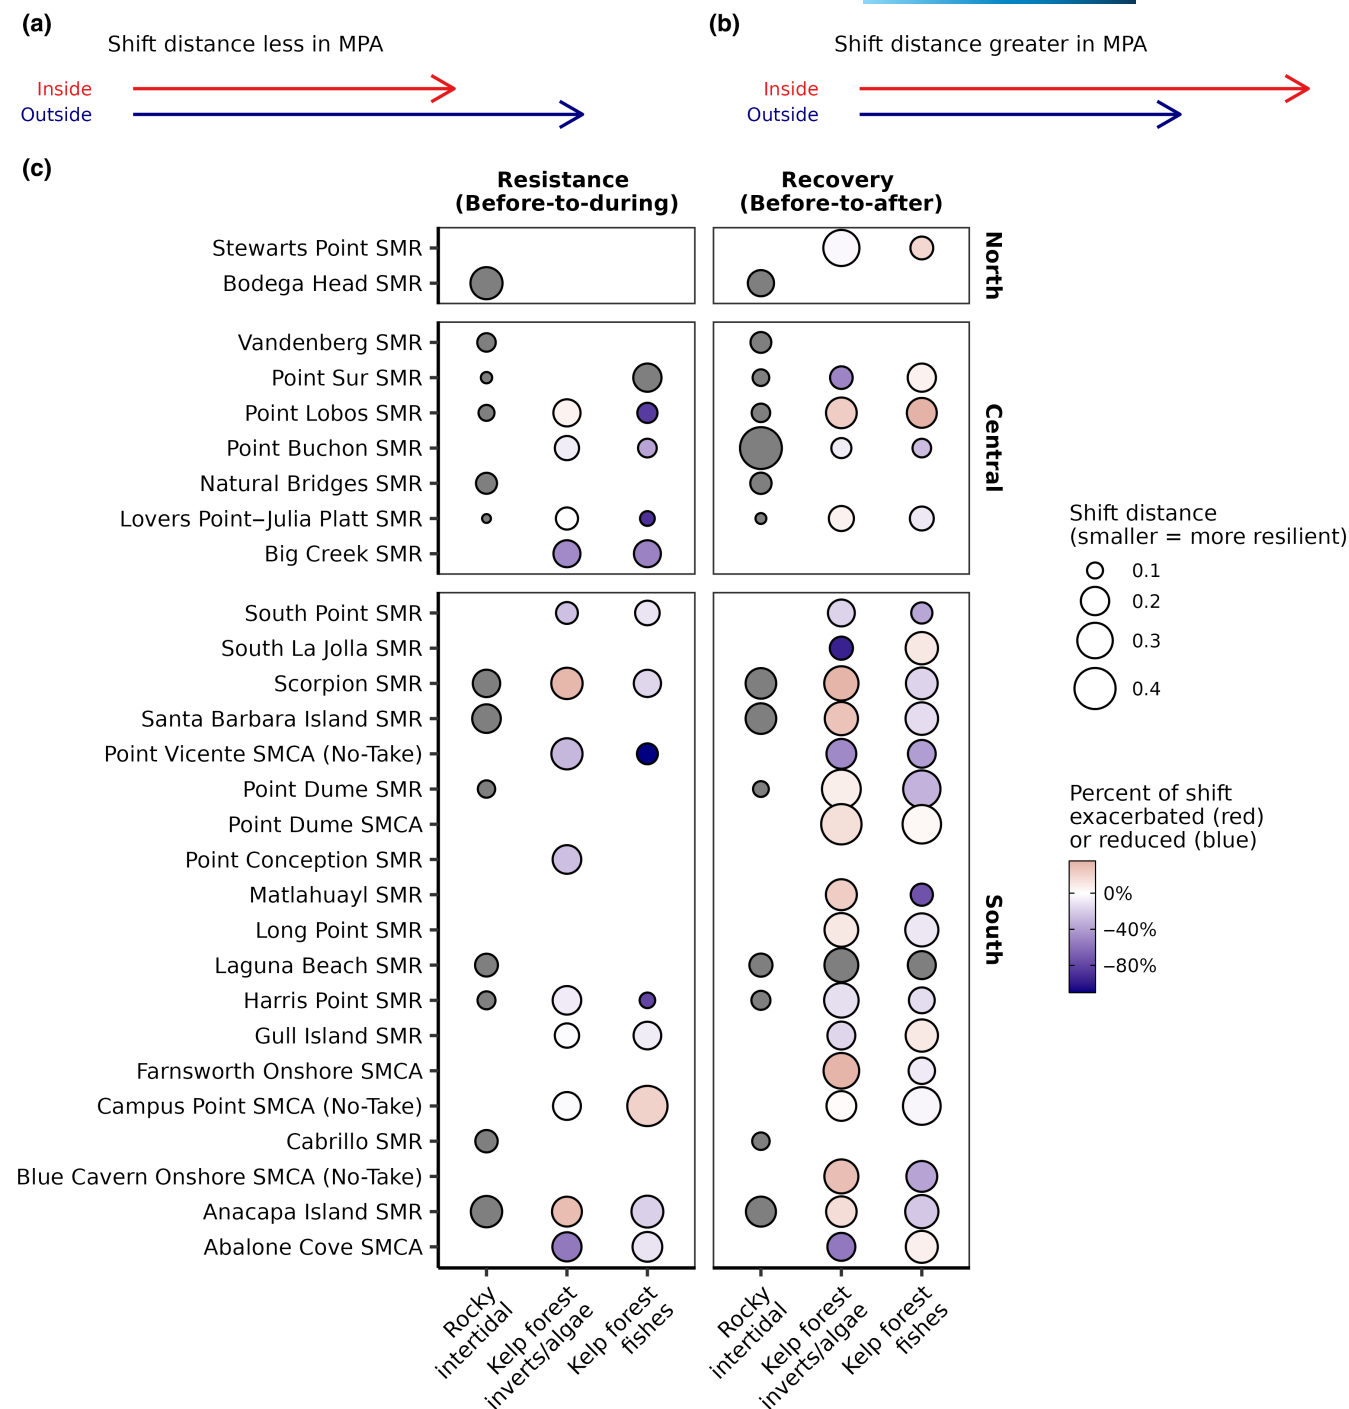 (a)
Shift distance less in MPA
Inside
Outside
(b)
Shift distance greater in MPA
Inside
Outside
(c)
Resistance
(Before-to-during)
Recovery
(Before-to-after)
Stewarts Point SMR
Bodega Head SMR
North
Vandenberg SMR
Point Sur SMR
Point Lobos SMR
Point Buchon SMR
Natural Bridges SMR
Lovers Point–Julia Platt SMR
Big Creek SMR
Central
South Point SMR
South La Jolla SMR
Scorpion SMR
Santa Barbara Island SMR
Point Vicente SMCA (No-Take)
Point Dume SMR
Point Dume SMCA
Point Conception SMR
Matlahuayl SMR
Long Point SMR
Laguna Beach SMR
Harris Point SMR
Gull Island SMR
Farnsworth Onshore SMCA
Campus Point SMCA (No-Take)
Cabrillo SMR
Blue Cavern Onshore SMCA (No-Take)
Anacapa Island SMR
Abalone Cove SMCA
South
Rocky
intertidal
Kelp forest
inverts/algae
Kelp forest
fishes
Rocky
intertidal
Kelp forest
inverts/algae
Kelp forest
fishes
Shift distance
(smaller = more resilient)
0.1
0.2
0.3
0.4
Percent of shift
exacerbated (red)
or reduced (blue)
0%
−40%
−80%